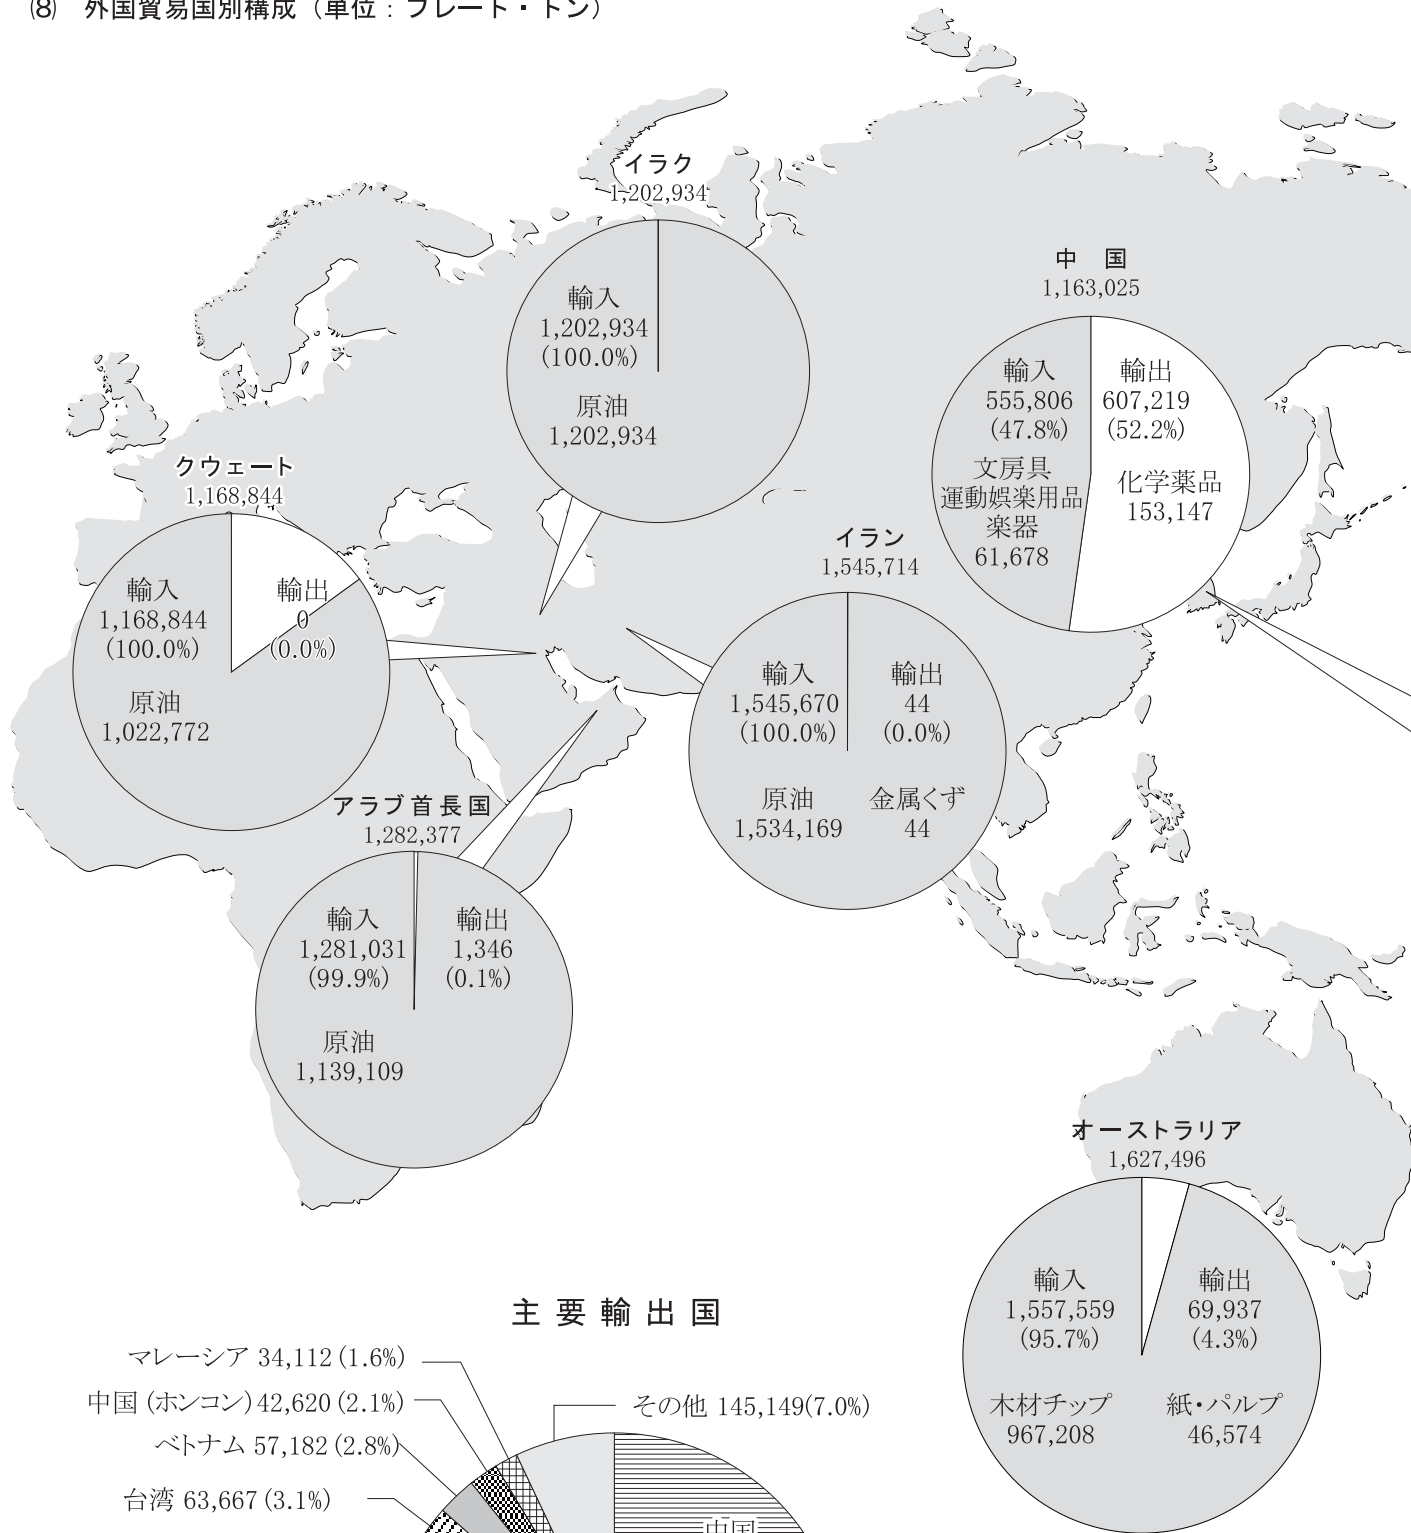 ⑻ 外国貿易国別構成（単位：フレート・トン）
イラク
1,202,934
輸入
1,202,934
(100.0%)
原油
1,202,934
中国
1,163,025
輸入
555,806
(47.8%)
文房具
運動娯楽用品
楽器
61,678
輸出
607,219
(52.2%)
化学薬品
153,147
クウェート
1,168,844
輸入
1,168,844
(100.0%)
原油
1,022,772
輸出
0
(0.0%)
イラン
1,545,714
輸入
1,545,670
(100.0%)
原油
1,534,169
輸出
44
(0.0%)
金属くず
44
アラブ首長国
1,282,377
輸入
1,281,031
(99.9%)
原油
1,139,109
輸出
1,346
(0.1%)
オーストラリア
1,627,496
輸入
1,557,559
(95.7%)
木材チップ
967,208
輸出
69,937
(4.3%)
紙・パルプ
46,574
主要輸出国
マレーシア 34,112(1.6%)
中国(ホンコン)42,620(2.1%)
ベトナム 57,182(2.8%)
台湾 63,667(3.1%)
その他 145,149(7.0%)
中国